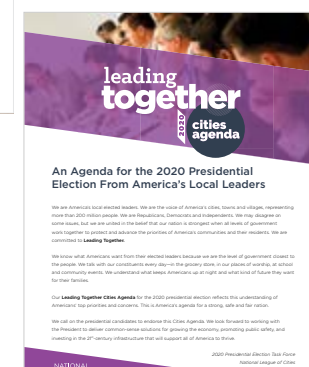 leading
together
2020
cities
agenda
An Agenda for the 2020 Presidential
Election From America's Local Leaders
We are America's local elected leaders. We are the voice of America's cities, towns and villages, representing
more than 200 million people. We are Republicans, Democrats and Independents. We may disagree on
some issues, but we are united in the belief that our nation is strongest when all levels of government
work together to protect and advance the priorities of America's communities and their residents. We are
committed to Leading Together.
We know what Americans want from their elected leaders because we are the level of government closest to
the people. We talk with our constituents every day—in the grocery store, in our places of worship, at school
and community events. We understand what keeps Americans up at night and what kind of future they want
for their families.
Our Leading Together Cities Agenda for the 2020 presidential election reflects this understanding of
Americans' top priorities and concerns. This is America's agenda for a strong, safe and fair nation.
We call on the presidential candidates to endorse this Cities Agenda. We look forward to working with
the President to deliver common-sense solutions for growing the economy, promoting public safety, and
investing in the 21st-century infrastructure that will support all of America to thrive.
2020 Presidential Election Task Force
National League of Cities
NATIONAL